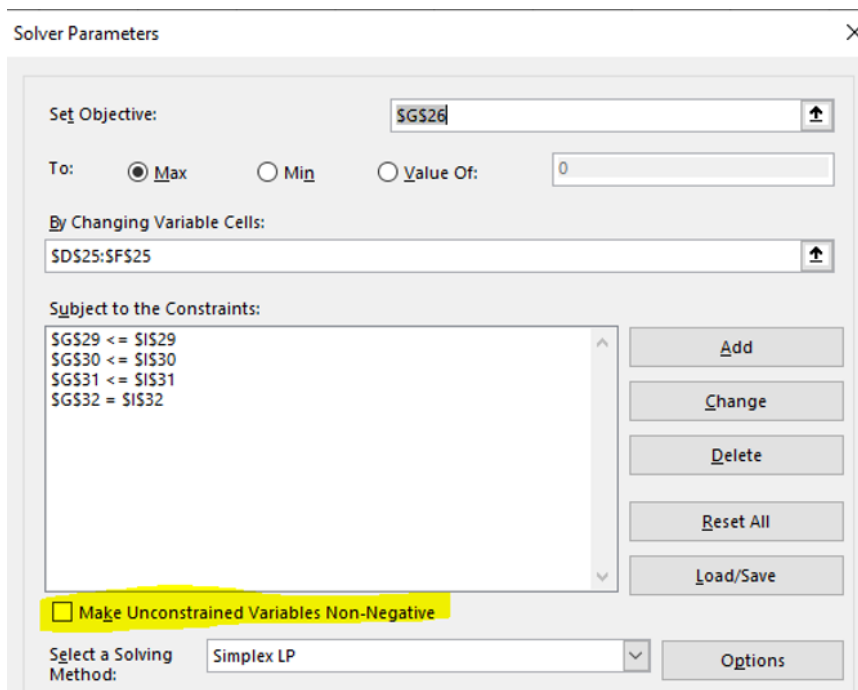 Solver Parameters
Set Objective: $G$26
To: Max Min Value Of: 0
By Changing Variable Cells:
$D$25:$F$25
Subject to the Constraints:
$G$29 <= $I$29
$G$30 <= $I$30
$G$31 <= $I$31
$G$32 = $I$32
Add
Change
Delete
Reset All
Load/Save
Make Unconstrained Variables Non-Negative
Select a Solving Method: Simplex LP Options